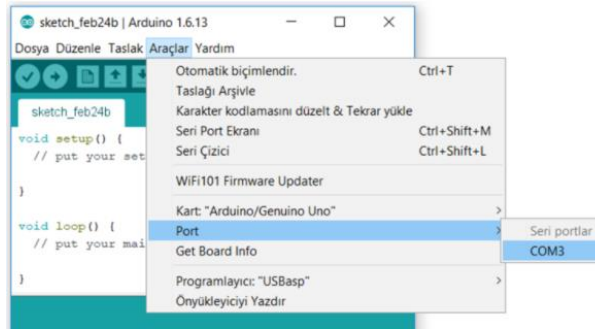 sketch_feb24b | Arduino 1.6.13
Dosya Düzenle Taslak Araçlar Yardım
sketch_feb24b
void setup() {
// put your set
}
void loop() {
// put your mai
}
Otomatik biçimlendir. Ctrl+T
Taslağı Arşivle
Karakter kodlamasını düzelt & Tekrar yükle
Seri Port Ekranı Ctrl+Shift+M
Seri Çizici Ctrl+Shift+L
WiFi101 Firmware Updater
Kart: "Arduino/Genuino Uno"
Port
Get Board Info
Programlayıcı: "USBasp"
Önyükleyiciyi Yazdır
Seri portlar
COM3